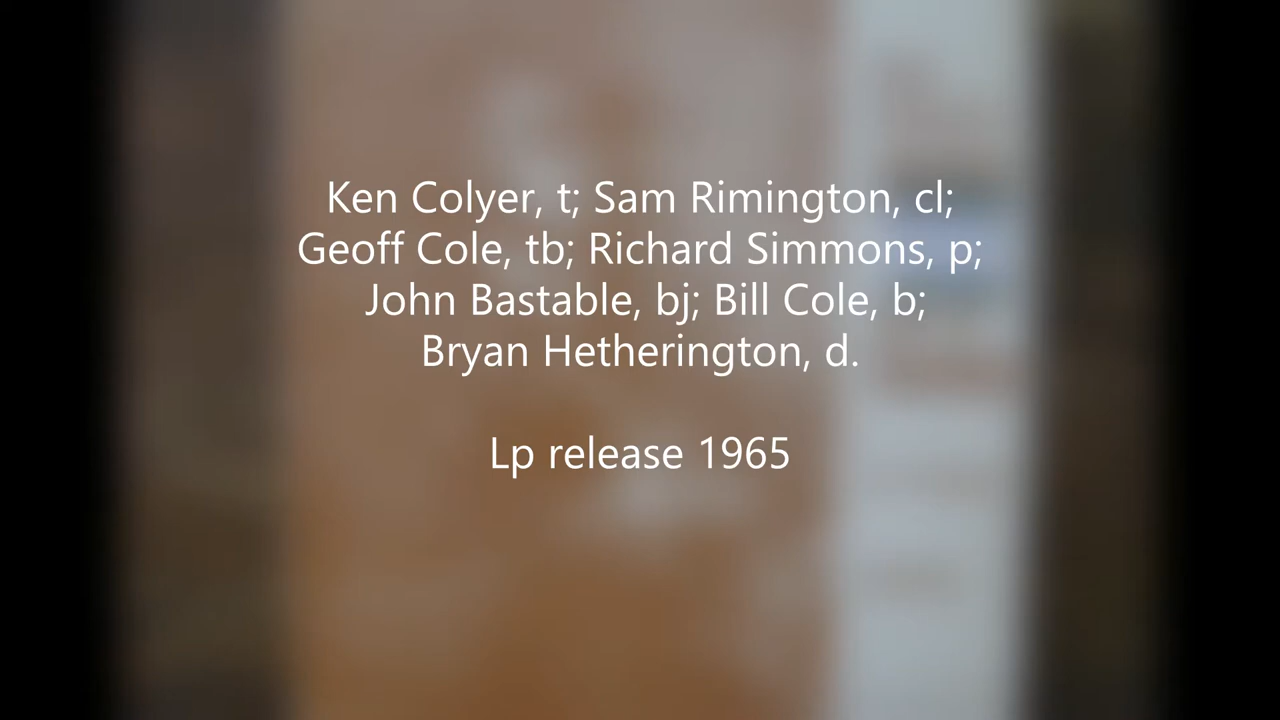 Ken Colyer, t; Sam Rimington, cl;
Geoff Cole, tb; Richard Simmons, p;
John Bastable, bj; Bill Cole, b;
Bryan Hetherington, d.
Lp release 1965